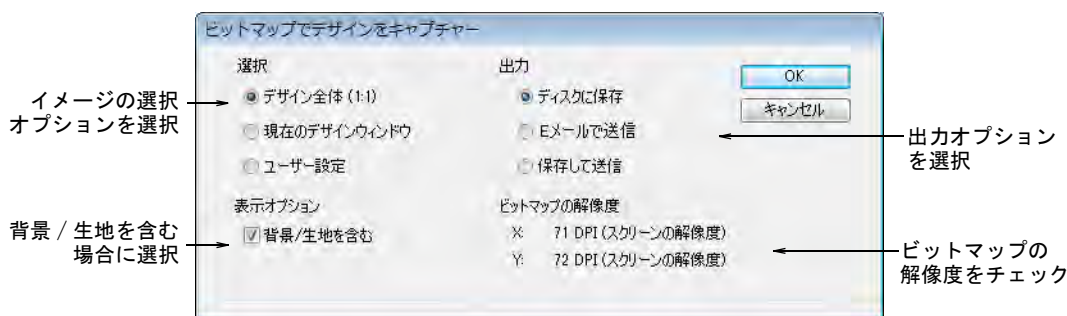 ビットマップでデザインをキャプチャー
選択
デザイン全体 (1:1)
現在のデザインウィンドウ
ユーザー設定
表示オプション
背景/生地を含む
出力
ディスクに保存
Eメールで送信
保存して送信
ビットマップの解像度
X: 71 DPI (スクリーンの解像度)
Y: 72 DPI (スクリーンの解像度)
OK
キャンセル
イメージの選択
オプションを選択
背景 / 生地を含む
場合に選択
出力オプション
を選択
ビットマップの
解像度をチェック